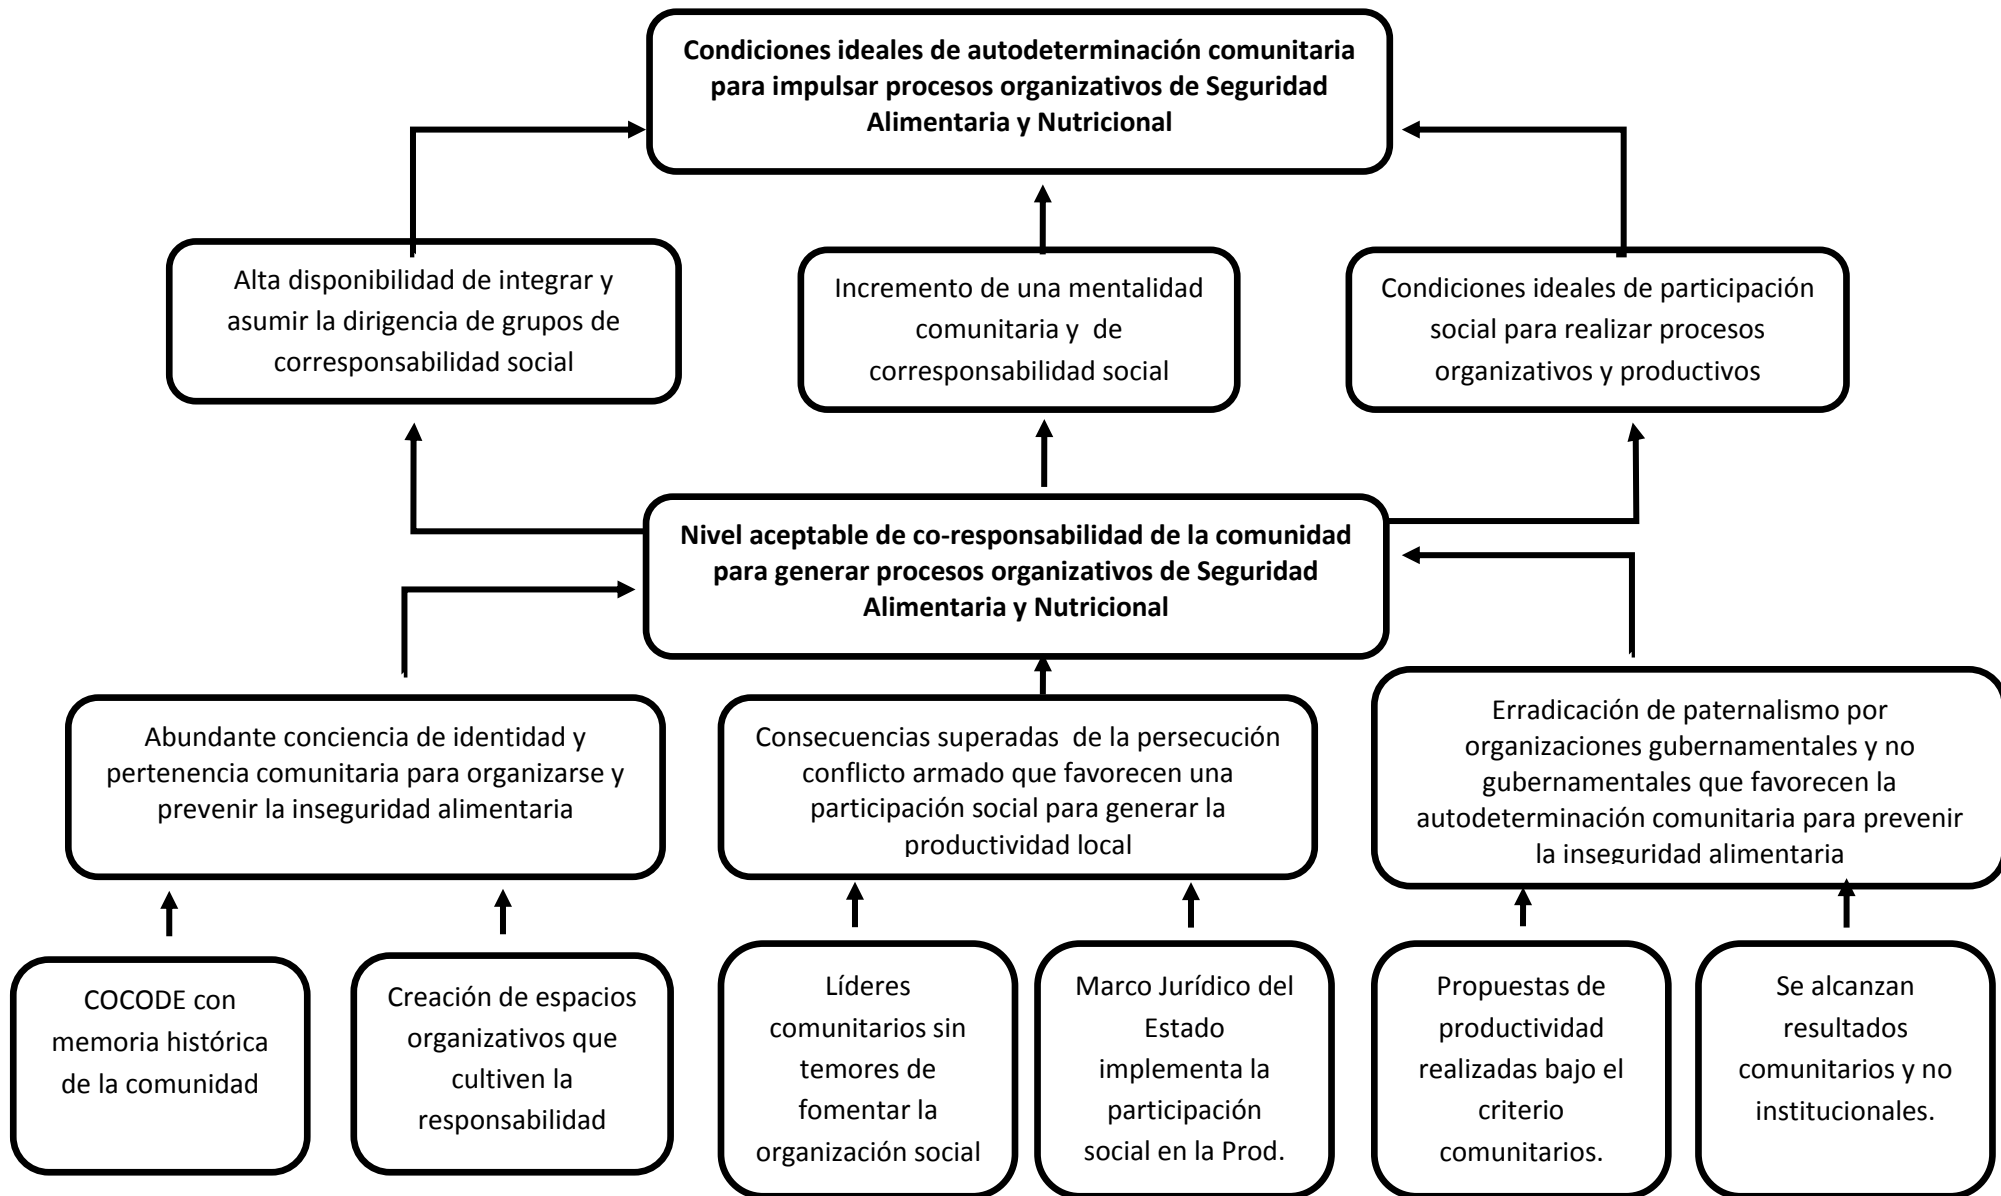 Condiciones ideales de autodeterminación comunitaria
para impulsar procesos organizativos de Seguridad
Alimentaria y Nutricional
Alta disponibilidad de integrar y
asumir la dirigencia de grupos de
corresponsabilidad social
Incremento de una mentalidad
comunitaria y de
corresponsabilidad social
Condiciones ideales de participación
social para realizar procesos
organizativos y productivos
Nivel aceptable de co-responsabilidad de la comunidad
para generar procesos organizativos de Seguridad
Alimentaria y Nutricional
Abundante conciencia de identidad y
pertenencia comunitaria para organizarse y
prevenir la inseguridad alimentaria
Consecuencias superadas de la persecución
conflicto armado que favorecen una
participación social para generar la
productividad local
Erradicación de paternalismo por
organizaciones gubernamentales y no
gubernamentales que favorecen la
autodeterminación comunitaria para prevenir
la inseguridad alimentaria
COCODE con
memoria histórica
de la comunidad
Creación de espacios
organizativos que
cultiven la
responsabilidad
Líderes
comunitarios sin
temores de
fomentar la
organización social
Marco Jurídico del
Estado
implementa la
participación
social en la Prod.
Propuestas de
productividad
realizadas bajo el
criterio
comunitarios.
Se alcanzan
resultados
comunitarios y no
institucionales.